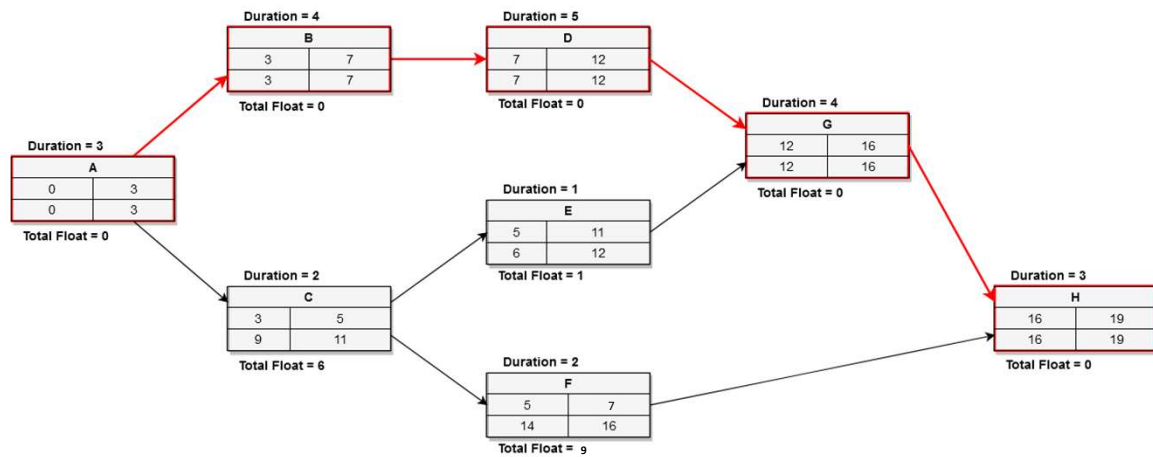 Duration = 4
B
3 7
3 7
Total Float = 0
Duration = 5
D
7 12
7 12
Total Float = 0
Duration = 4
G
12 16
12 16
Total Float = 0
Duration = 3
A
0 3
0 3
Total Float = 0
Duration = 1
E
5 11
6 12
Total Float = 1
Duration = 2
C
3 5
9 11
Total Float = 6
Duration = 3
H
16 19
16 19
Total Float = 0
Duration = 2
F
5 7
14 16
Total Float = 9